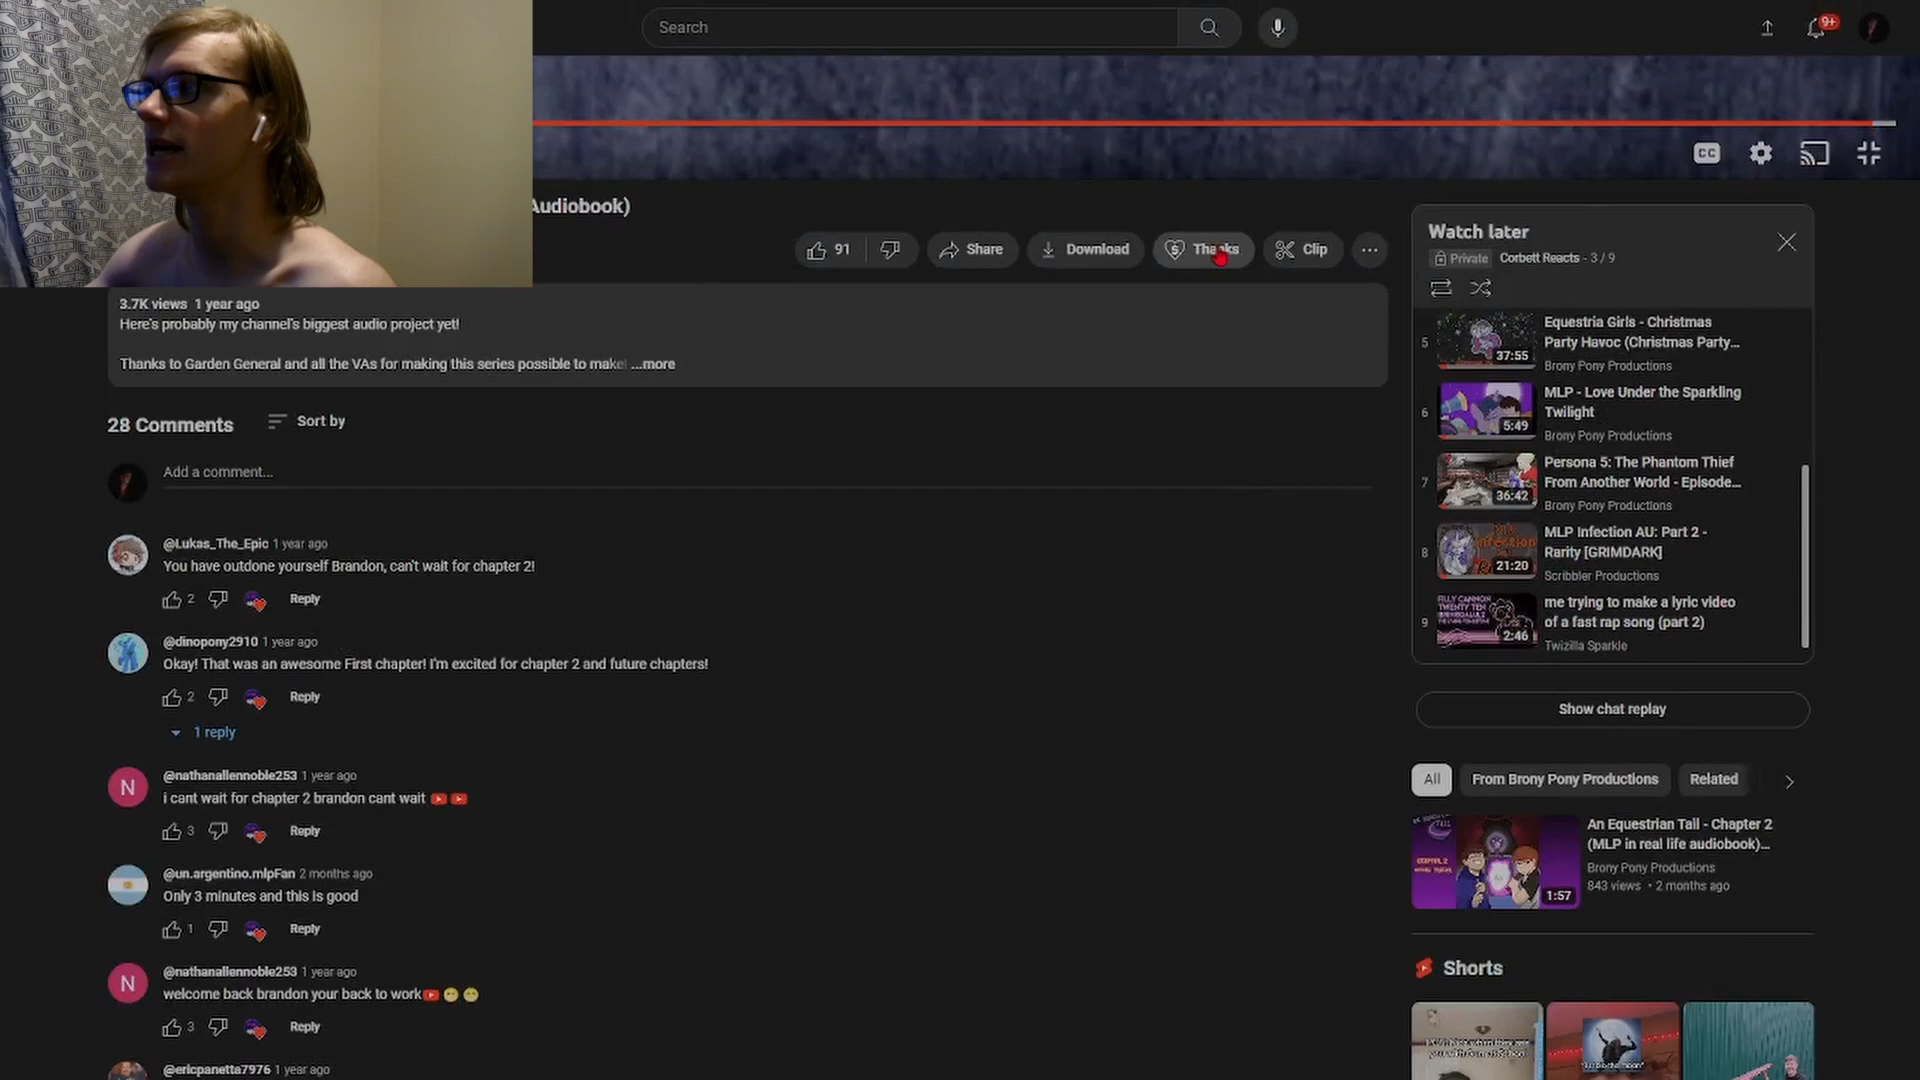 Search
9+
CC
Audiobook)
91
Share
Download
Thanks
Clip
...
3.7K views 1 year ago
Here's probably my channel's biggest audio project yet!
Thanks to Garden General and all the VAs for making this series possible to make ...more
28 Comments
Sort by
Add a comment...
@Lukas_The_Epic 1 year ago
You have outdone yourself Brandon, can't wait for chapter 2!
2
Reply
@dinopony2910 1 year ago
Okay! That was an awesome First chapter! I'm excited for chapter 2 and future chapters!
2
Reply
1 reply
N
@nathanallennoble253 1 year ago
i cant wait for chapter 2 brandon cant wait
3
Reply
@un.argentino.mlpFan 2 months ago
Only 3 minutes and this is good
1
Reply
N
@nathanallennoble253 1 year ago
welcome back brandon your back to work
3
Reply
@ericpanetta7976 1 year ago
Watch later
Private Corbett Reacts - 3 / 9
5
37:55
Equestria Girls - Christmas
Party Havoc (Christmas Party...
Brony Pony Productions
6
5:49
MLP - Love Under the Sparkling
Twilight
Brony Pony Productions
7
36:42
Persona 5: The Phantom Thief
From Another World - Episode...
Brony Pony Productions
8
21:20
MLP Infection AU: Part 2 -
Rarity [GRIMDARK]
Scribbler Productions
9
2:46
me trying to make a lyric video
of a fast rap song (part 2)
Twizilla Sparkle
Show chat replay
All
From Brony Pony Productions
Related
1:57
An Equestrian Tail - Chapter 2
(MLP in real life audiobook)...
Brony Pony Productions
843 views • 2 months ago
Shorts